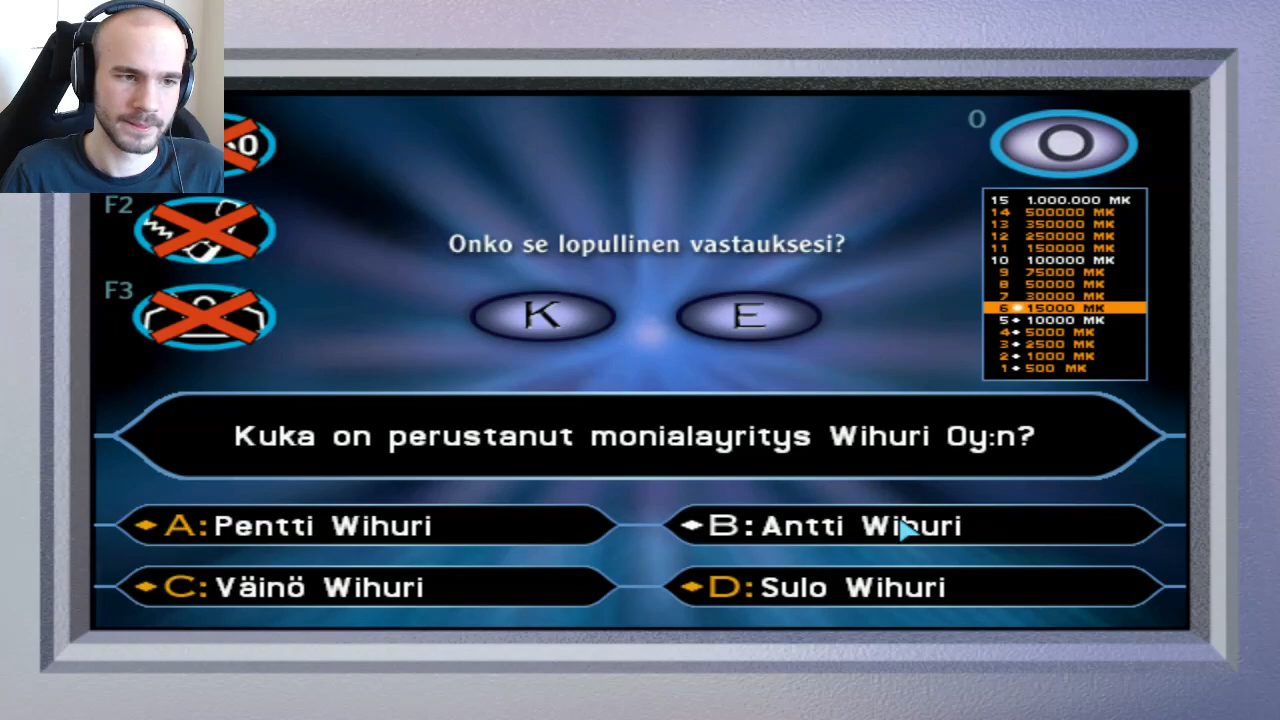 0
F2
F3
O
15 1.000.000 MK
14 500000 MK
13 350000 MK
12 250000 MK
11 150000 MK
10 100000 MK
9 75000 MK
8 50000 MK
7 30000 MK
6 15000 MK
5 10000 MK
4 5000 MK
3 2500 MK
2 1000 MK
1 500 MK
Onko se lopullinen vastauksesi?
K E
Kuka on perustanut monialayritys Wihuri Oy:n?
A: Pentti Wihuri
B: Antti Wihuri
C: Väinö Wihuri
D: Sulo Wihuri